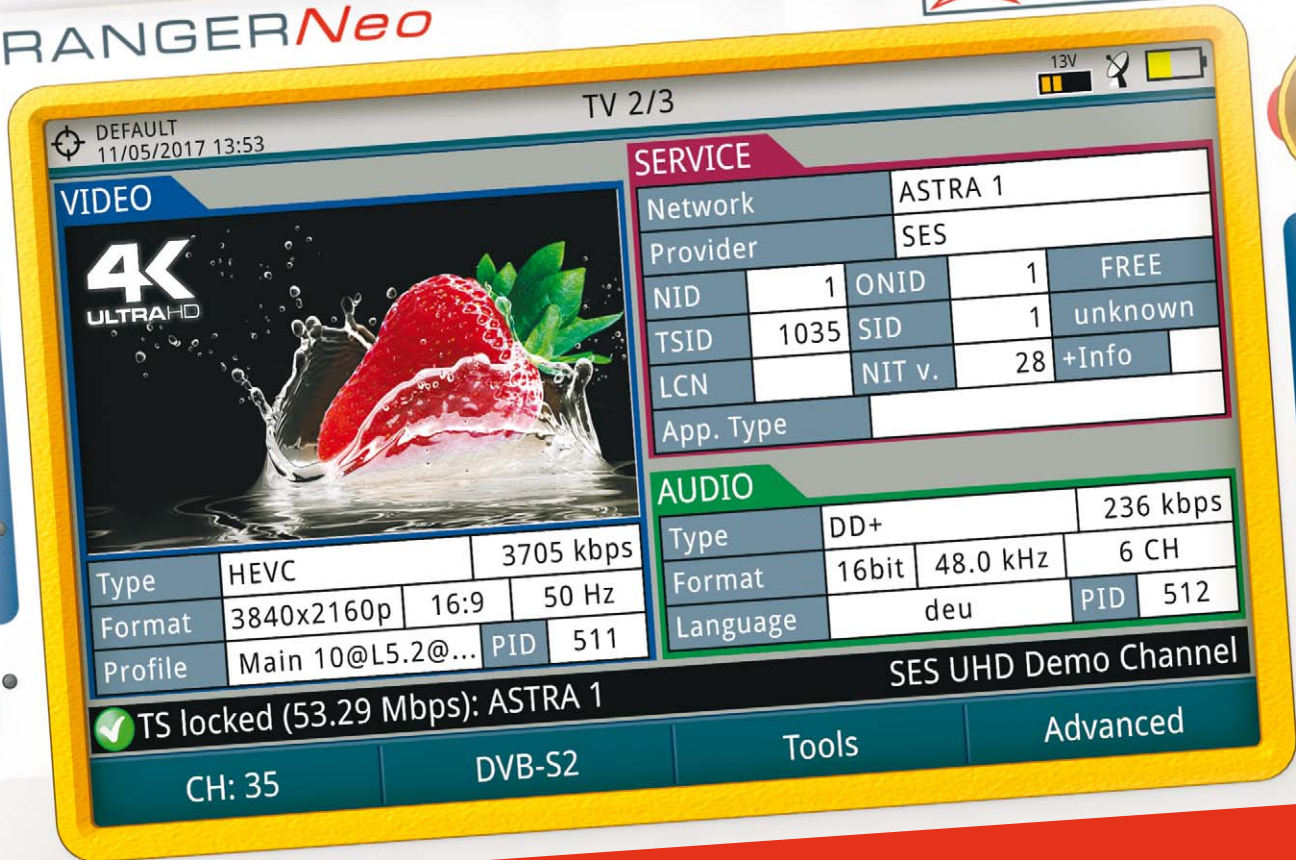 RANGERNeo
DEFAULT
11/05/2017 13:53
TV 2/3
13V
VIDEO
4K
ULTRAHD
Type HEVC 3705 kbps
Format 3840x2160p 16:9 50 Hz
Profile Main 10@L5.2@... PID 511
SERVICE
Network ASTRA 1
Provider SES
NID 1 ONID 1 FREE
TSID 1035 SID 1 unknown
LCN NIT v. 28 +Info
App. Type
AUDIO
Type DD+ 236 kbps
Format 16bit 48.0 kHz 6 CH
Language deu PID 512
TS locked (53.29 Mbps): ASTRA 1 SES UHD Demo Channel
CH: 35 DVB-S2 Tools Advanced